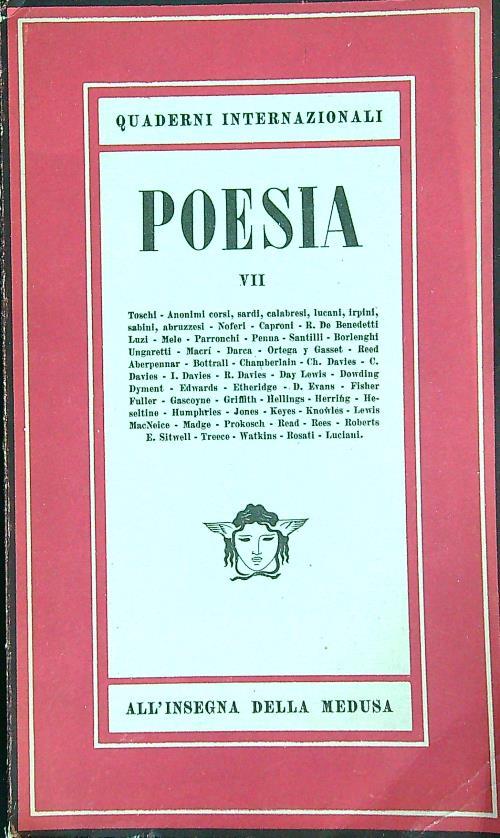 QUADERNI INTERNAZIONALI
POESIA
VII
Toschi - Anonimi corsi, sardi, calabresi, lucani, irpini,
sabini, abruzzesi - Noferi - Caproni - R. De Benedetti
Luzi - Mele - Parronchi - Penna - Santilli - Borlenghi
Ungaretti - Macrí - Darca - Ortega y Gasset - Reed
Aberpennar - Bottrall - Chamberlain - Ch. Davies - C.
Davies - I. Davies - R. Davies - Day Lewis - Dowding
Dyment - Edwards - Etheridge - D. Evans - Fisher
Fuller - Gascoyne - Griffith - Hellings - Herring - He-
seltine - Humphries - Jones - Keyes - Knowles - Lewis
MacNeice - Madge - Prokosch - Read - Rees - Roberts
E. Sitwell - Treece - Watkins - Rosati - Luciani.
ALL'INSEGNA DELLA MEDUSA